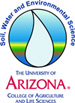 Soil, Water and Environmental Science
THE UNIVERSITY OF
ARIZONA®
COLLEGE OF AGRICULTURE
AND LIFE SCIENCES